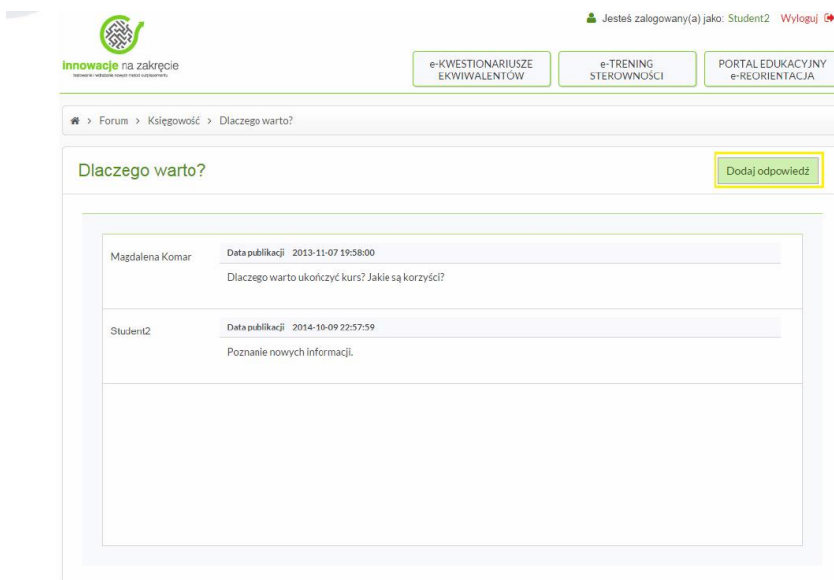 Jesteś zalogowany(a) jako: Student2 Wyloguj
innowacje na zakręcie
e-KWESTIONARIUSZE
EKWIWALENTÓW
e-TRENING
STEROWNOŚCI
PORTAL EDUKACYJNY
e-REORIENTACJA
> Forum > Księgowość > Dlaczego warto?
Dlaczego warto?
Dodaj odpowiedź
Magdalena Komar
Data publikacji 2013-11-07 19:58:00
Dlaczego warto ukończyć kurs? Jakie są korzyści?
Student2
Data publikacji 2014-10-09 22:57:59
Poznanie nowych informacji.